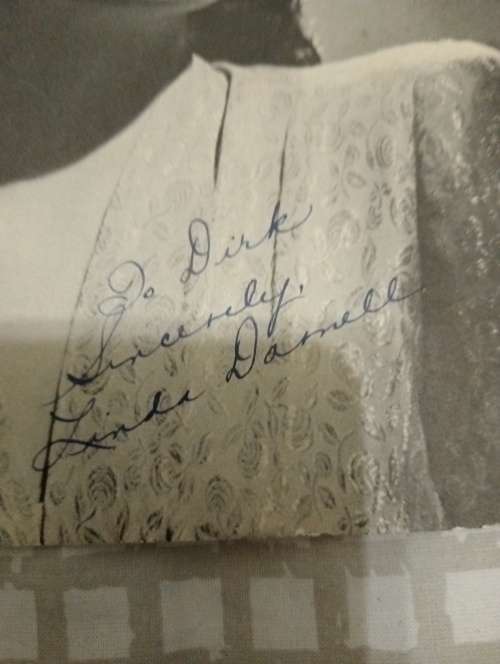 To Dirk
Sincerely,
Linda Darnell